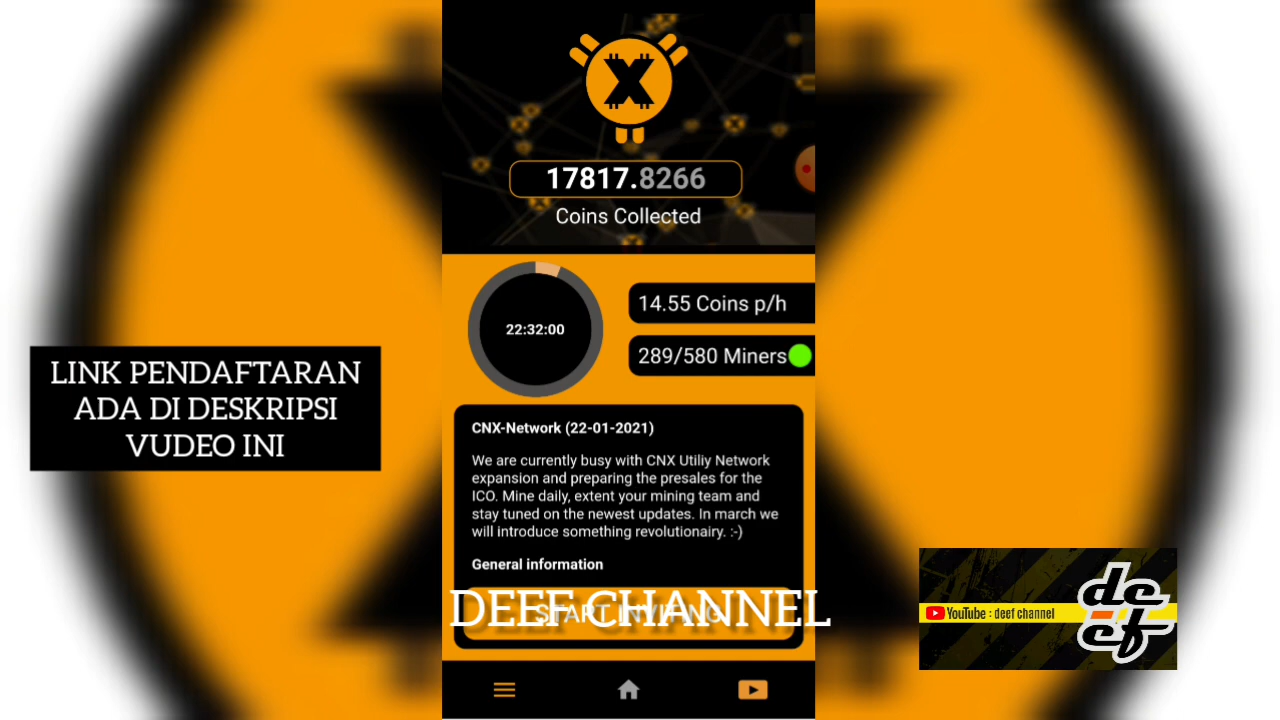 17817.8266
Coins Collected
22:32:00
14.55 Coins p/h
289/580 Miners
LINK PENDAFTARAN
ADA DI DESKRIPSI
VUDEO INI
CNX-Network (22-01-2021)
We are currently busy with CNX Utiliy Network
expansion and preparing the presales for the
ICO. Mine daily, extent your mining team and
stay tuned on the newest updates. In march we
will introduce something revolutionairy. :-)
General information
START INVITING
DEEF CHANNEL
YouTube : deef channel
deef